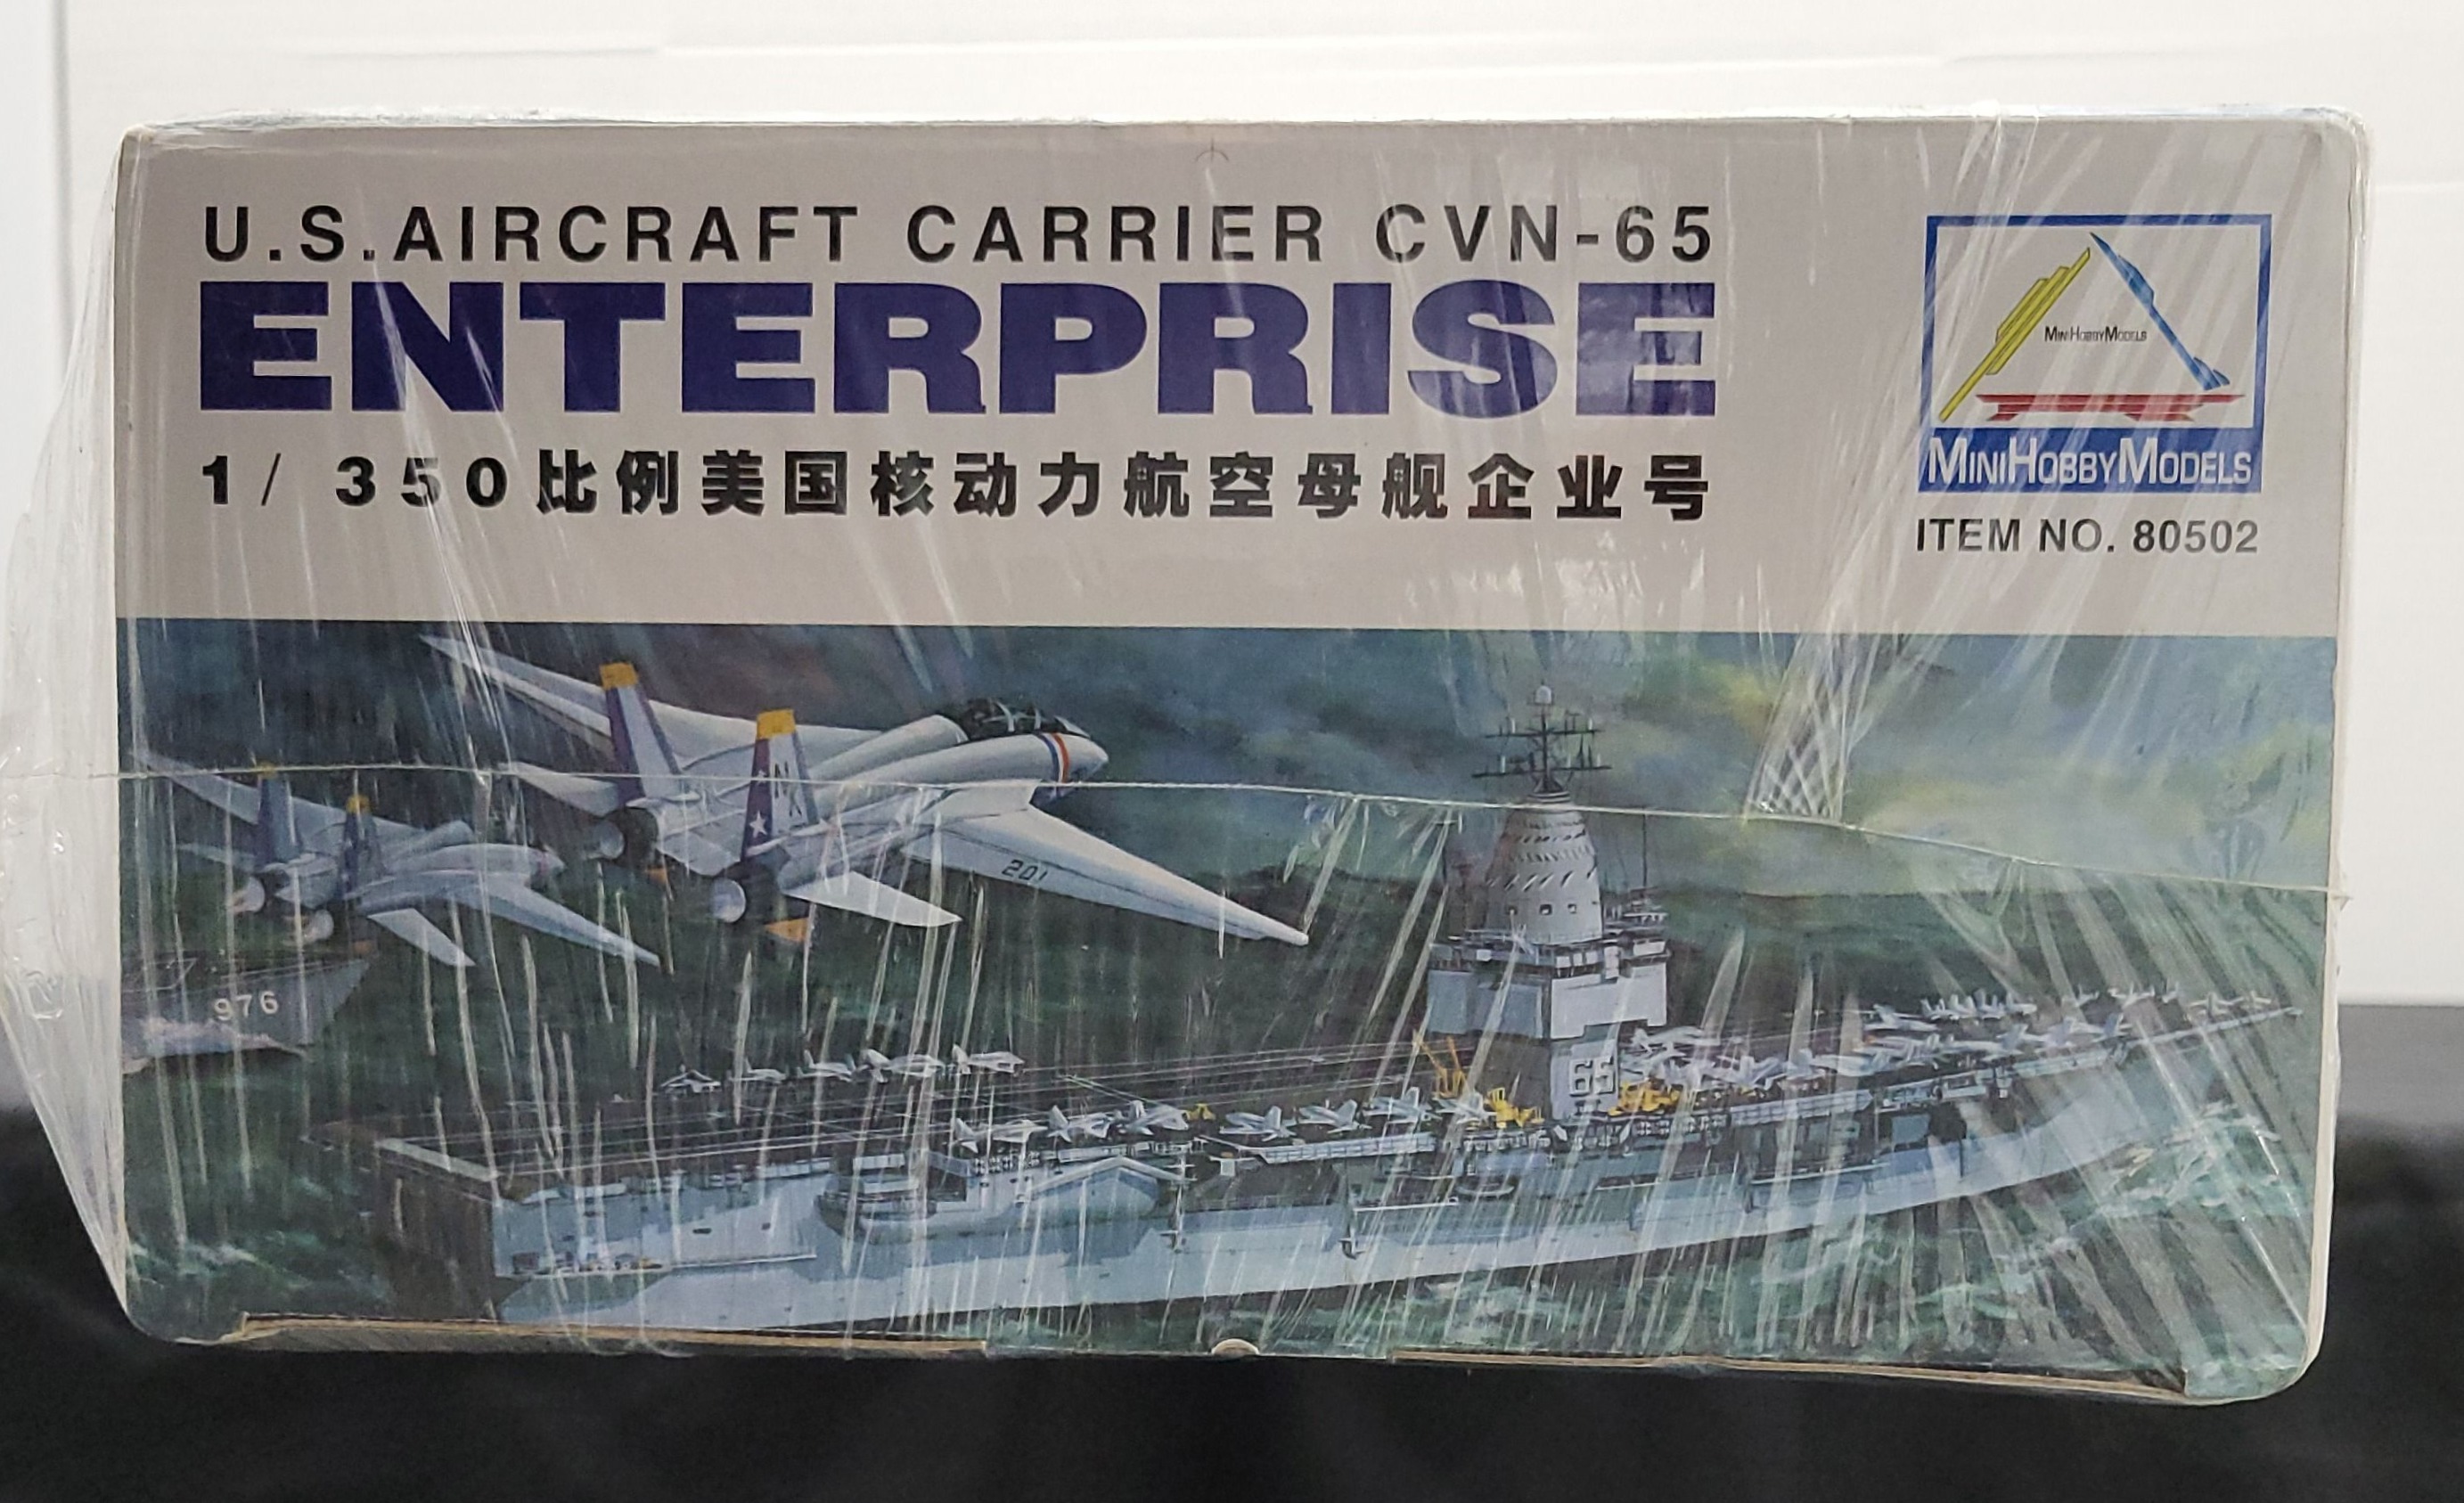 U.S.AIRCRAFT CARRIER CVN-65
ENTERPRISE
1/ 350比例美国核动力航空母舰企业号
MINIHOBBYMODELS
MINIHOBBYMODELS
ITEM NO. 80502
NK
201
976
65